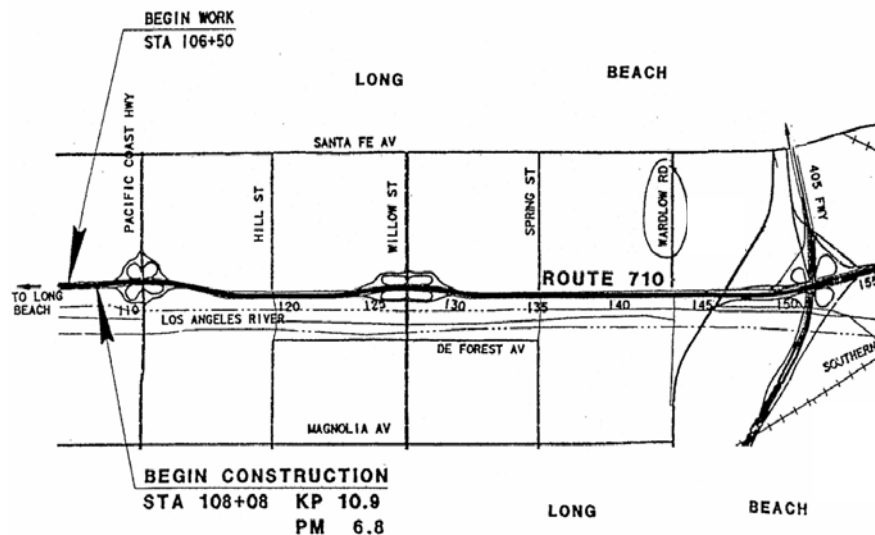 BEGIN WORK
STA 106+50
LONG
BEACH
PACIFIC COAST HWY
HILL ST
SANTA FE AV
WILLOW ST
SPRING ST
WARDLOW RD
405 FWY
TO LONG
BEACH
ROUTE 710
110
120
125
130
135
140
145
150
155
LOS ANGELES RIVER
DE FOREST AV
SOUTHERN
MAGNOLIA AV
BEGIN CONSTRUCTION
STA 108+08 KP 10.9
PM 6.8
LONG
BEACH